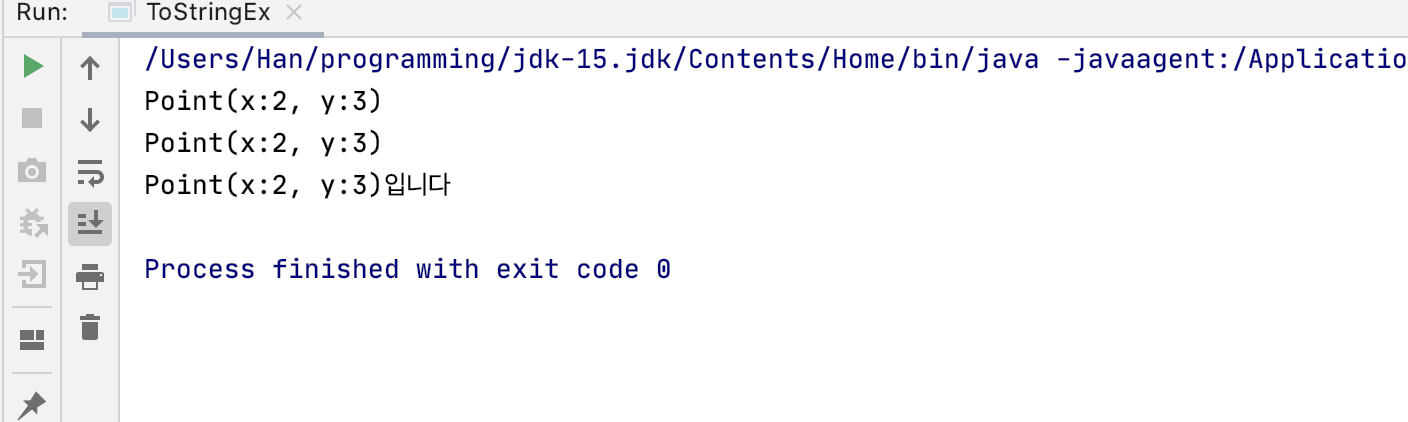 Run: ToStringEx
/Users/Han/programming/jdk-15.jdk/Contents/Home/bin/java -javaagent:/Applicatio
Point(x:2, y:3)
Point(x:2, y:3)
Point(x:2, y:3)입니다
Process finished with exit code 0